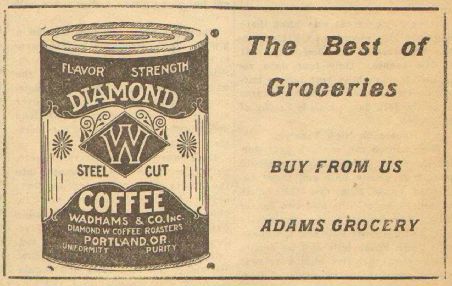 FLAVOR STRENGTH
DIAMOND
W
STEEL CUT
COFFEE
WADHAMS & CO. INC.
DIAMOND W COFFEE ROASTERS
PORTLAND, OR.
UNIFORMITY PURITY
The Best of
Groceries
BUY FROM US
ADAMS GROCERY